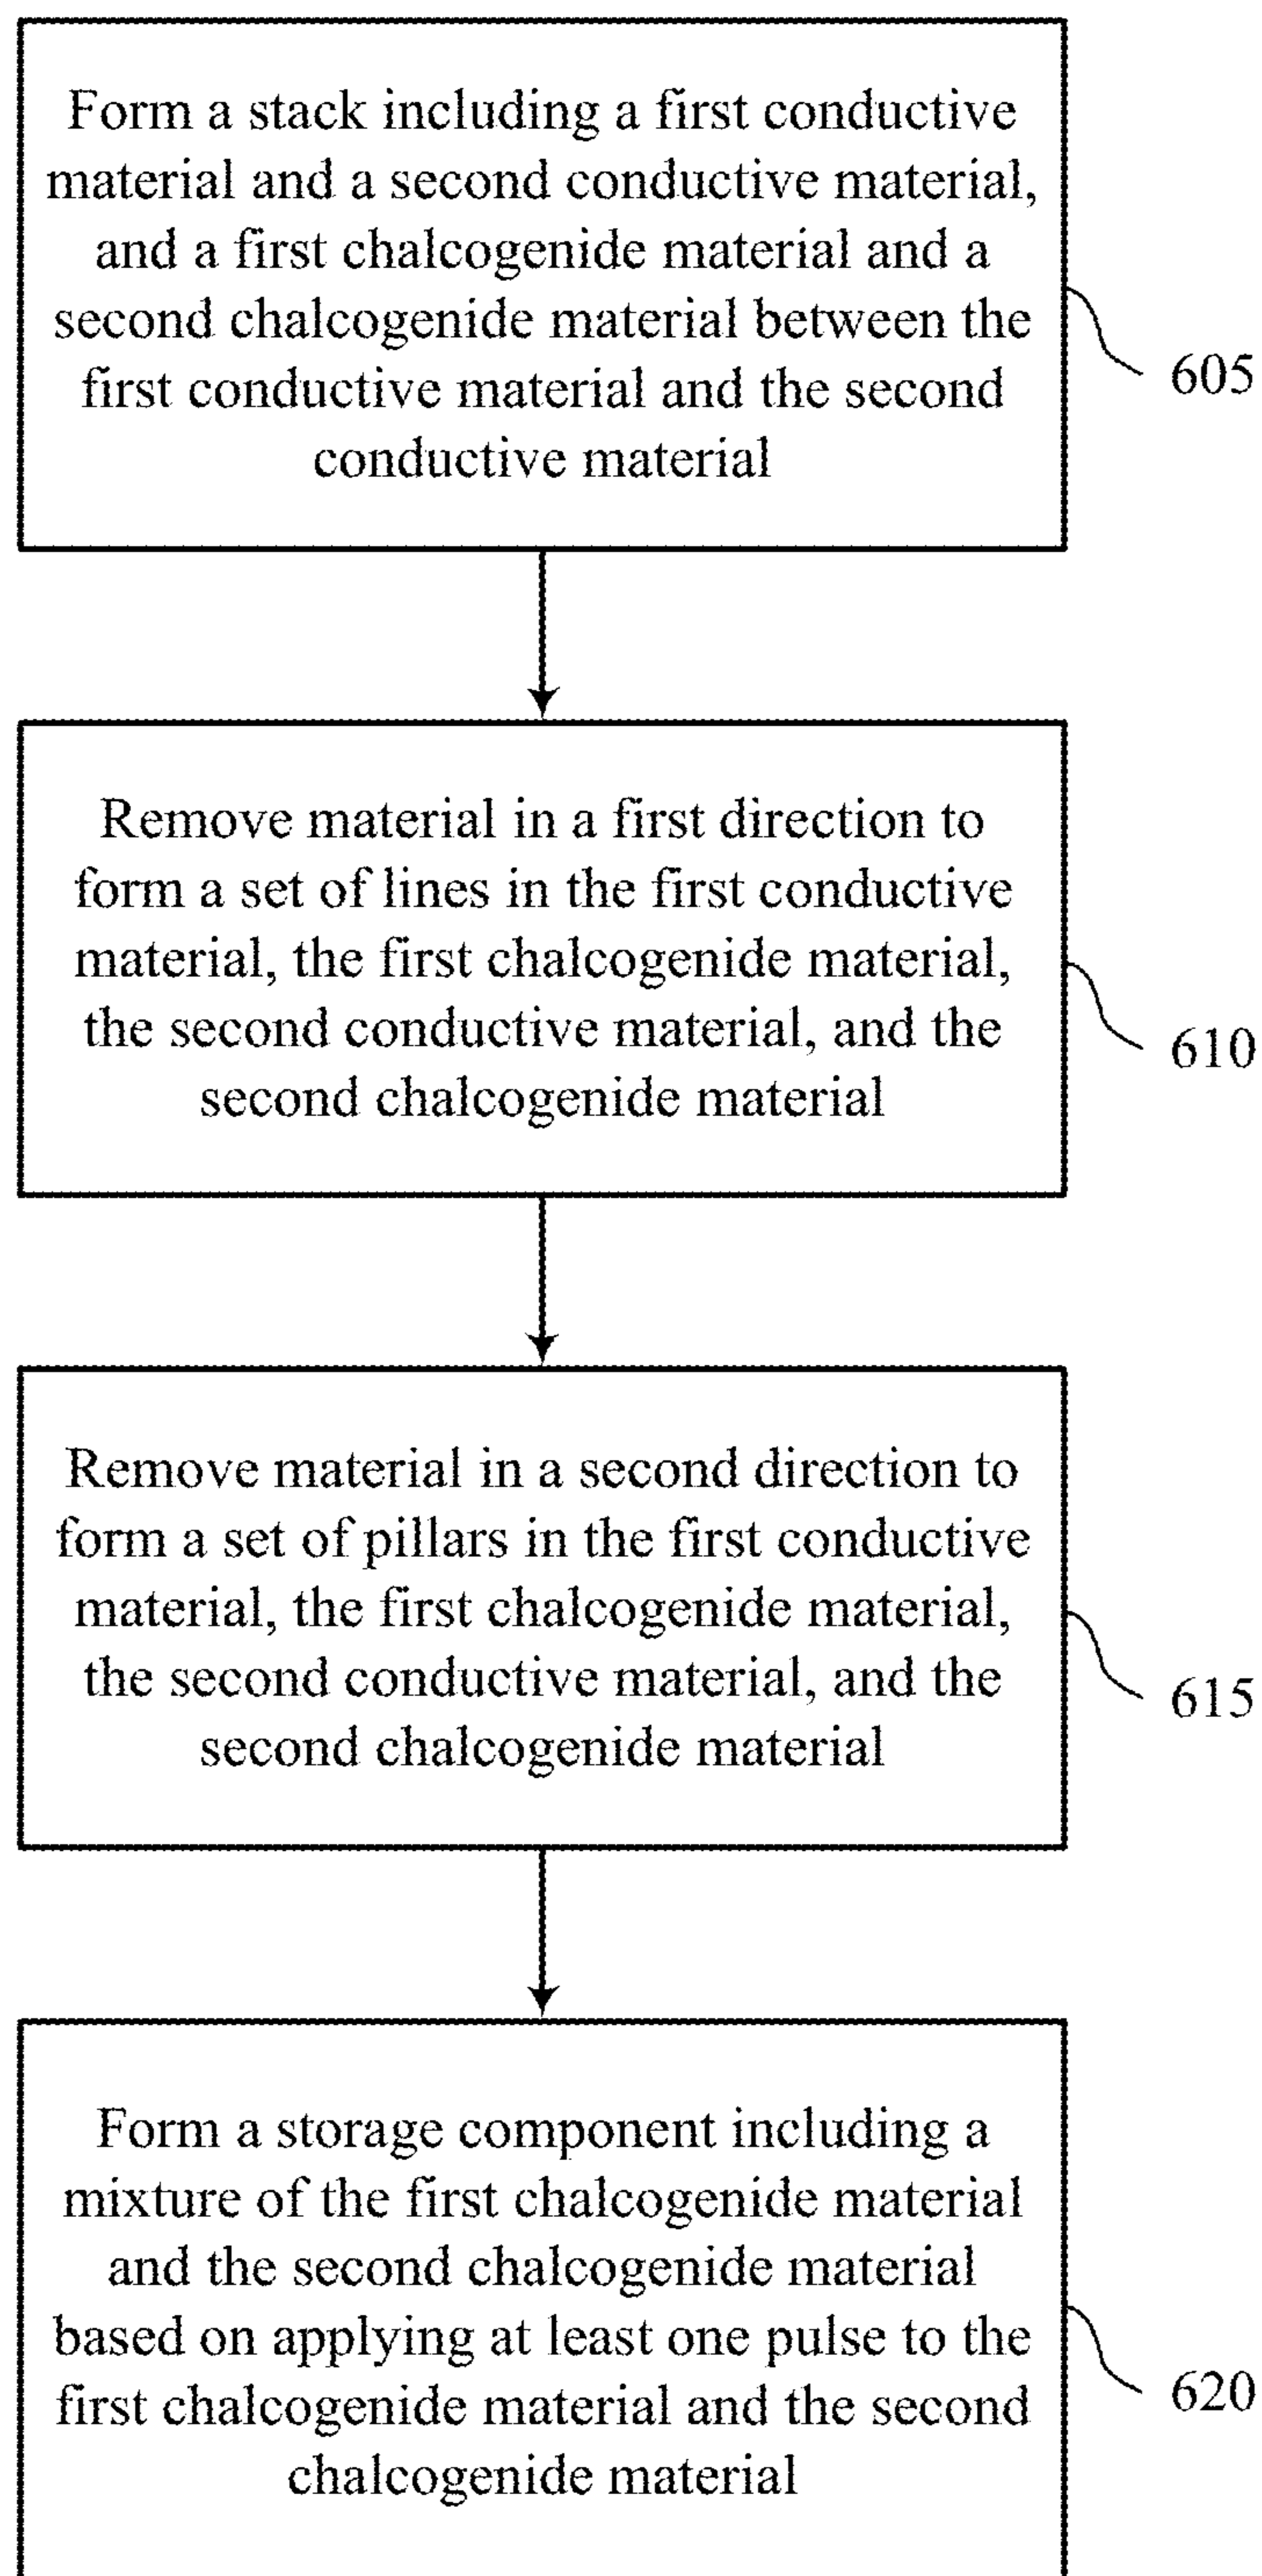 Form a stack including a first conductive
material and a second conductive material,
and a first chalcogenide material and a
second chalcogenide material between the
first conductive material and the second
conductive material
605
Remove material in a first direction to
form a set of lines in the first conductive
material, the first chalcogenide material,
the second conductive material, and the
second chalcogenide material
610
Remove material in a second direction to
form a set of pillars in the first conductive
material, the first chalcogenide material,
the second conductive material, and the
second chalcogenide material
615
Form a storage component including a
mixture of the first chalcogenide material
and the second chalcogenide material
based on applying at least one pulse to the
first chalcogenide material and the second
chalcogenide material
620